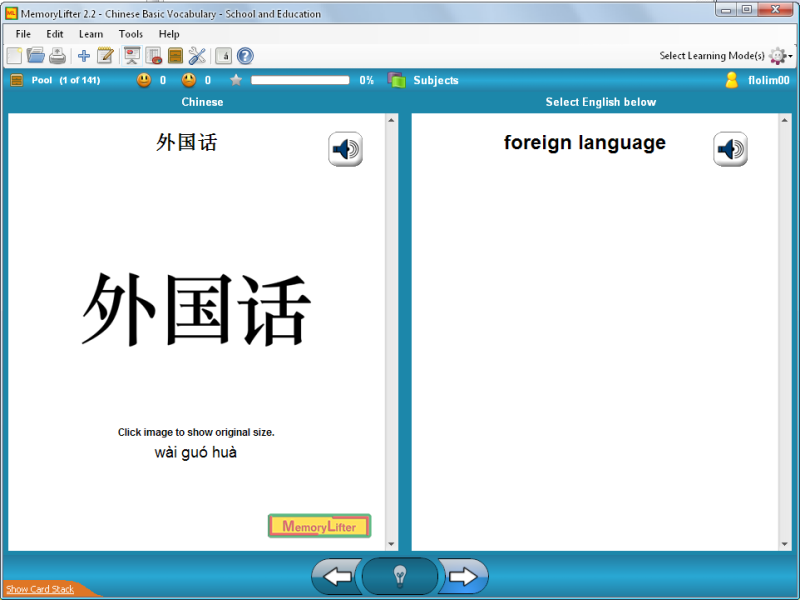 MemoryLifter 2.2 - Chinese Basic Vocabulary - School and Education
File Edit Learn Tools Help
Select Learning Mode(s)
Pool (1 of 141) 0 0 0% Subjects flolim00
Chinese
Select English below
外国话
外国话
Click image to show original size.
wài guó huà
MemoryLifter
foreign language
Show Card Stack